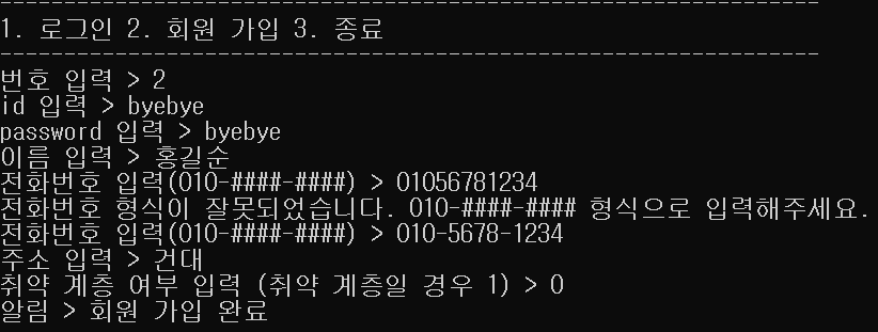 ------------------------------------------------------------
1. 로그인 2. 회원 가입 3. 종료
------------------------------------------------------------
번호 입력 > 2
id 입력 > byebye
password 입력 > byebye
이름 입력 > 홍길순
전화번호 입력(010-####-####) > 01056781234
전화번호 형식이 잘못되었습니다. 010-####-#### 형식으로 입력해주세요.
전화번호 입력(010-####-####) > 010-5678-1234
주소 입력 > 건대
취약 계층 여부 입력 (취약 계층일 경우 1) > 0
알림 > 회원 가입 완료